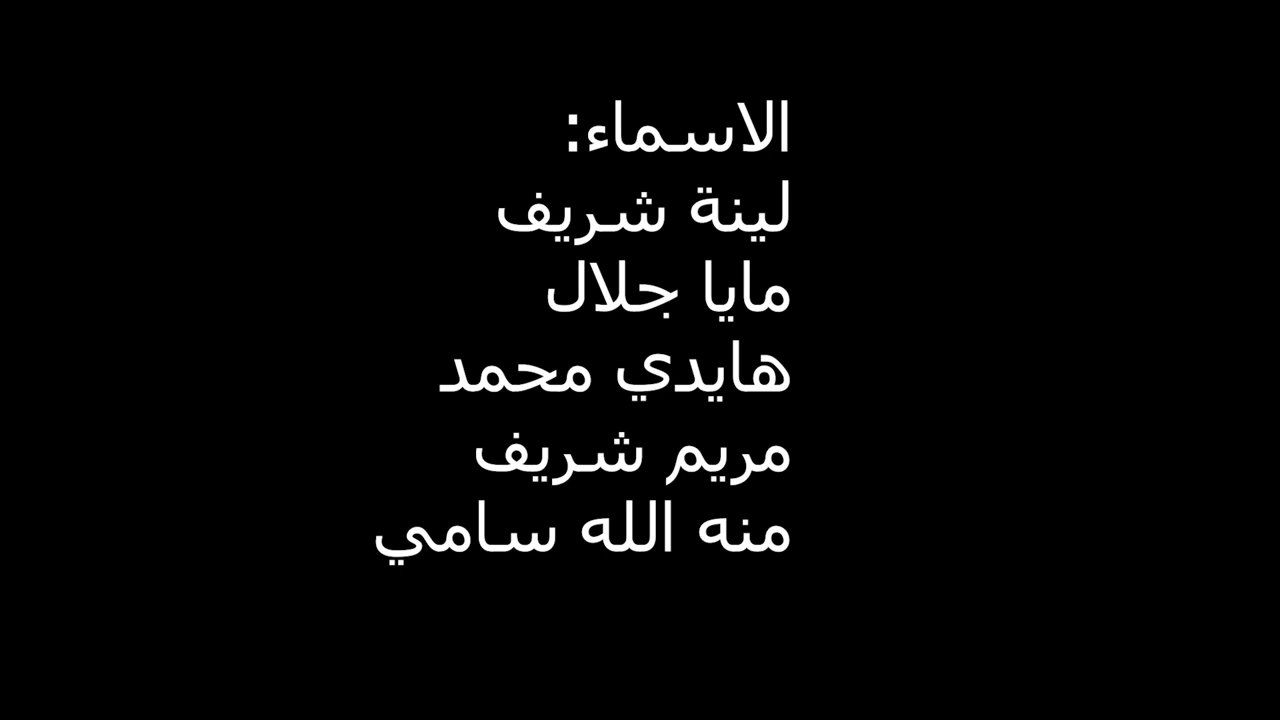 الاسماء:
لينة شريف
مايا جلال
هايدي محمد
مريم شريف
منه الله سامي